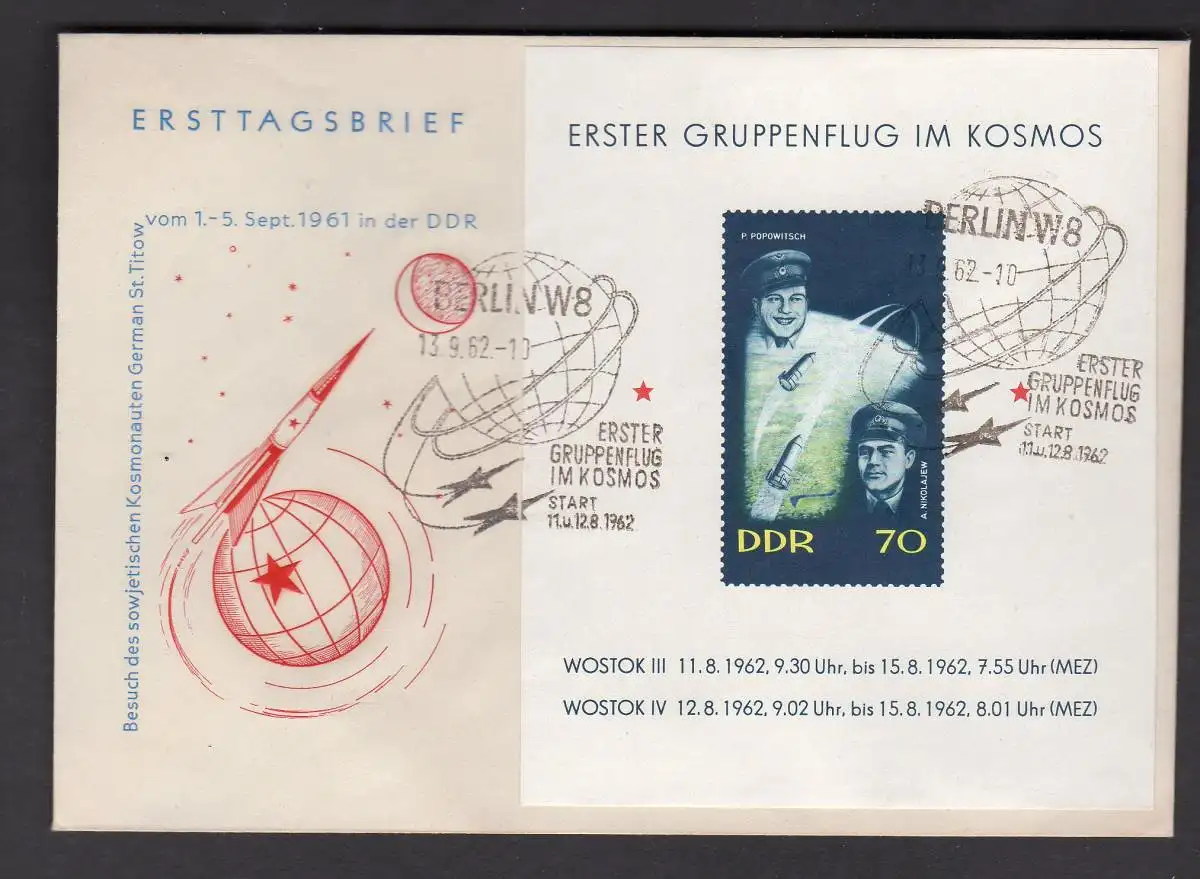 ERSTTAGSBRIEF
vom 1.–5. Sept. 1961 in der DDR
Besuch des sowjetischen Kosmonauten German St. Titow
BERLIN W8
13.9.62.-10
ERSTER
GRUPPENFLUG
IM KOSMOS
START
11.u.12.8.1962
ERSTER GRUPPENFLUG IM KOSMOS
P. POPOWITSCH
A. NIKOLAJEW
DDR 70
BERLIN W8
13.9.62.-10
ERSTER
GRUPPENFLUG
IM KOSMOS
START
11.u.12.8.1962
WOSTOK III 11.8.1962, 9.30 Uhr, bis 15.8.1962, 7.55 Uhr (MEZ)
WOSTOK IV 12.8.1962, 9.02 Uhr, bis 15.8.1962, 8.01 Uhr (MEZ)